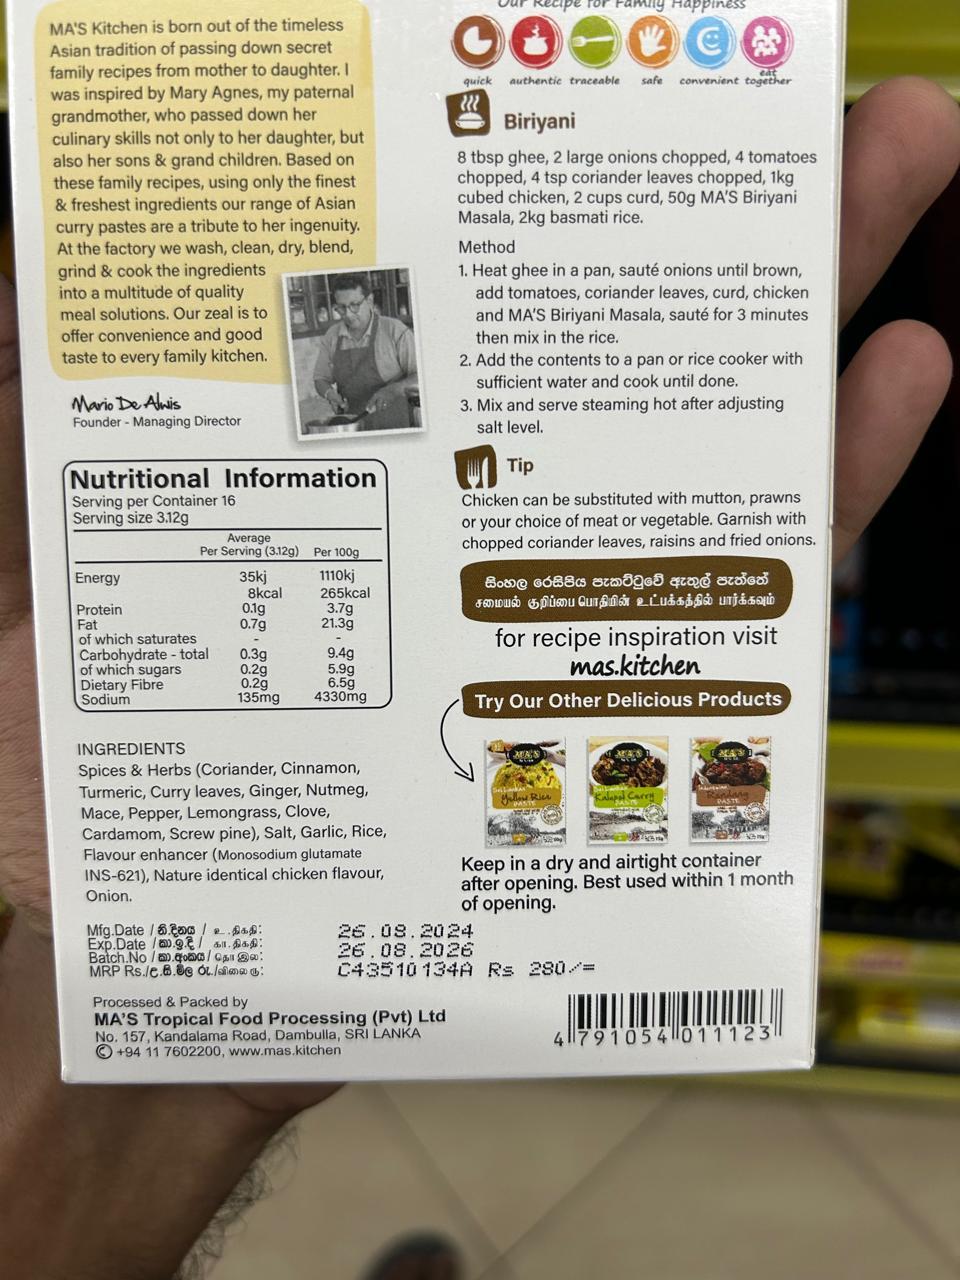 MA'S Kitchen is born out of the timeless
Asian tradition of passing down secret
family recipes from mother to daughter. I
was inspired by Mary Agnes, my paternal
grandmother, who passed down her
culinary skills not only to her daughter, but
also her sons & grand children. Based on
these family recipes, using only the finest
& freshest ingredients our range of Asian
curry pastes are a tribute to her ingenuity.
At the factory we wash, clean, dry, blend,
grind & cook the ingredients
into a multitude of quality
meal solutions. Our zeal is to
offer convenience and good
taste to every family kitchen.
Mario De Alwis
Founder - Managing Director
Nutritional Information
Serving per Container 16
Serving size 3.12g
Average
Per Serving (3.12g) Per 100g
Energy 35kj 1110kj
8kcal 265kcal
Protein 0.1g 3.7g
Fat 0.7g 21.3g
of which saturates - -
Carbohydrate - total 0.3g 9.4g
of which sugars 0.2g 5.9g
Dietary Fibre 0.2g 6.5g
Sodium 135mg 4330mg
INGREDIENTS
Spices & Herbs (Coriander, Cinnamon,
Turmeric, Curry leaves, Ginger, Nutmeg,
Mace, Pepper, Lemongrass, Clove,
Cardamom, Screw pine), Salt, Garlic, Rice,
Flavour enhancer (Monosodium glutamate
INS-621), Nature identical chicken flavour,
Onion.
Our Recipe for Family Happiness
quick authentic traceable safe convenient eat together
Biriyani
8 tbsp ghee, 2 large onions chopped, 4 tomatoes
chopped, 4 tsp coriander leaves chopped, 1kg
cubed chicken, 2 cups curd, 50g MA'S Biriyani
Masala, 2kg basmati rice.
Method
1. Heat ghee in a pan, sauté onions until brown,
add tomatoes, coriander leaves, curd, chicken
and MA'S Biriyani Masala, sauté for 3 minutes
then mix in the rice.
2. Add the contents to a pan or rice cooker with
sufficient water and cook until done.
3. Mix and serve steaming hot after adjusting
salt level.
Tip
Chicken can be substituted with mutton, prawns
or your choice of meat or vegetable. Garnish with
chopped coriander leaves, raisins and fried onions.
සිංහල රෙසිපිය පැකට්ටුවේ ඇතුල් පැත්තේ
சமையல் குறிப்பை பொதியின் உட்பக்கத்தில் பார்க்கவும்
for recipe inspiration visit
mas.kitchen
Try Our Other Delicious Products
MA'S
Sri Lankan
Yellow Rice
PASTE
MA'S
Sri Lankan
Kalupol Curry
PASTE
MA'S
Indonesian
Rendang
PASTE
Keep in a dry and airtight container
after opening. Best used within 1 month
of opening.
Mfg.Date / නි.දිනය / உ.திகதி: 26.08.2024
Exp.Date / කා.ඉ.දි / கா.திகதி: 26.08.2026
Batch.No / කා.අංකය / தொ.இல: C43510134A
MRP Rs./උ.සි.මිල රු./விலை ரூ: Rs 280/=
Processed & Packed by
MA'S Tropical Food Processing (Pvt) Ltd
No. 157, Kandalama Road, Dambulla, SRI LANKA
+94 11 7602200, www.mas.kitchen
4 791054 011123